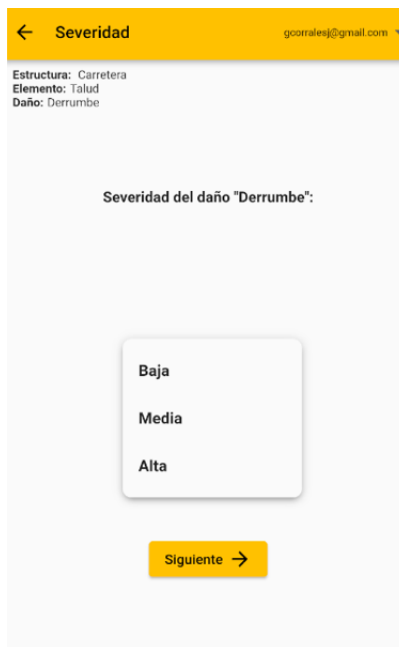 Severidad
gcorralesj@gmail.com
Estructura: Carretera
Elemento: Talud
Daño: Derrumbe
Severidad del daño "Derrumbe":
Baja
Media
Alta
Siguiente